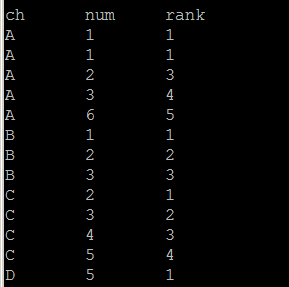 ch num rank
A 1 1
A 1 1
A 2 3
A 3 4
A 6 5
B 1 1
B 2 2
B 3 3
C 2 1
C 3 2
C 4 3
C 5 4
D 5 1